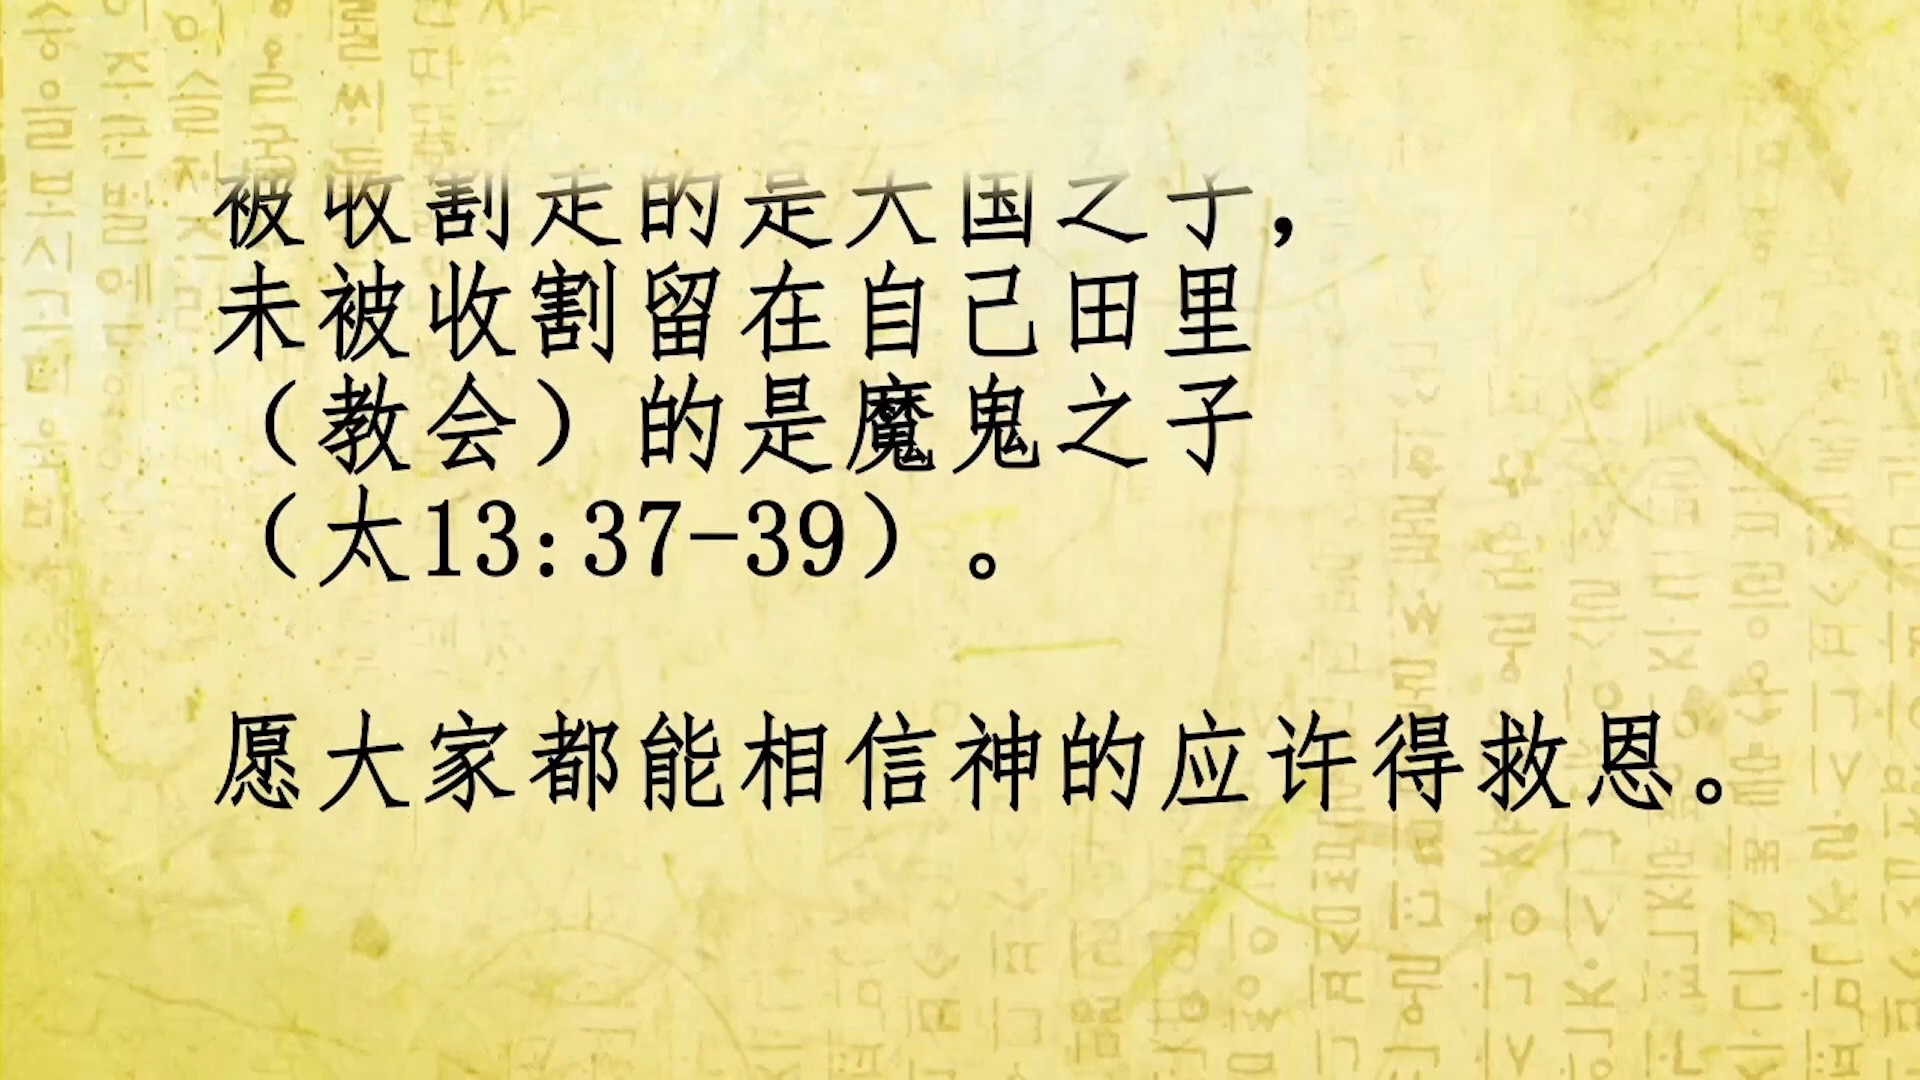 被收割走的是天国之子，
未被收割留在自己田里
（教会）的是魔鬼之子
（太13:37-39）。
愿大家都能相信神的应许得救恩。